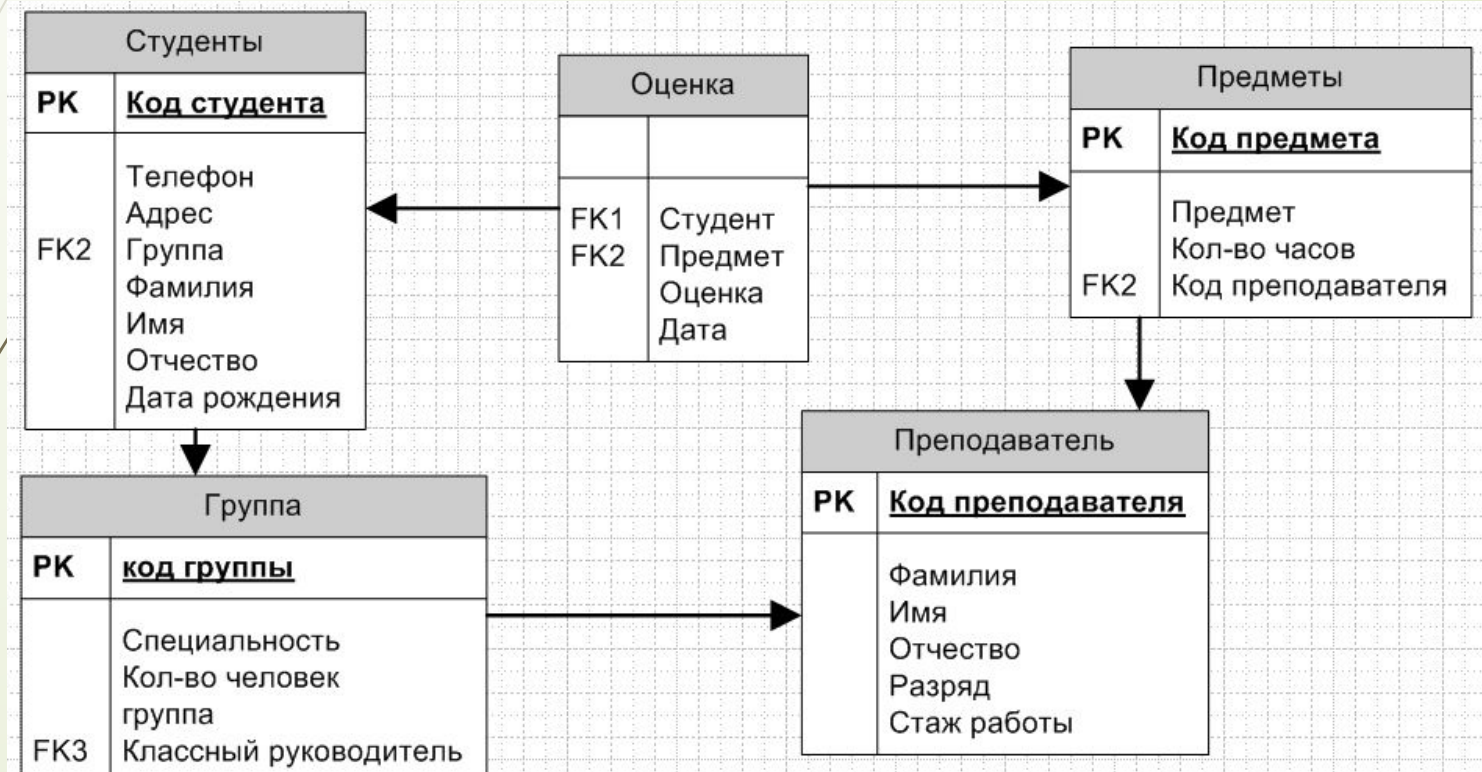 Студенты
PK Код студента
Телефон
Адрес
FK2 Группа
Фамилия
Имя
Отчество
Дата рождения
Оценка
FK1 Студент
FK2 Предмет
Оценка
Дата
Предметы
PK Код предмета
Предмет
Кол-во часов
FK2 Код преподавателя
Группа
PK код группы
Специальность
Кол-во человек
группа
FK3 Классный руководитель
Преподаватель
PK Код преподавателя
Фамилия
Имя
Отчество
Разряд
Стаж работы